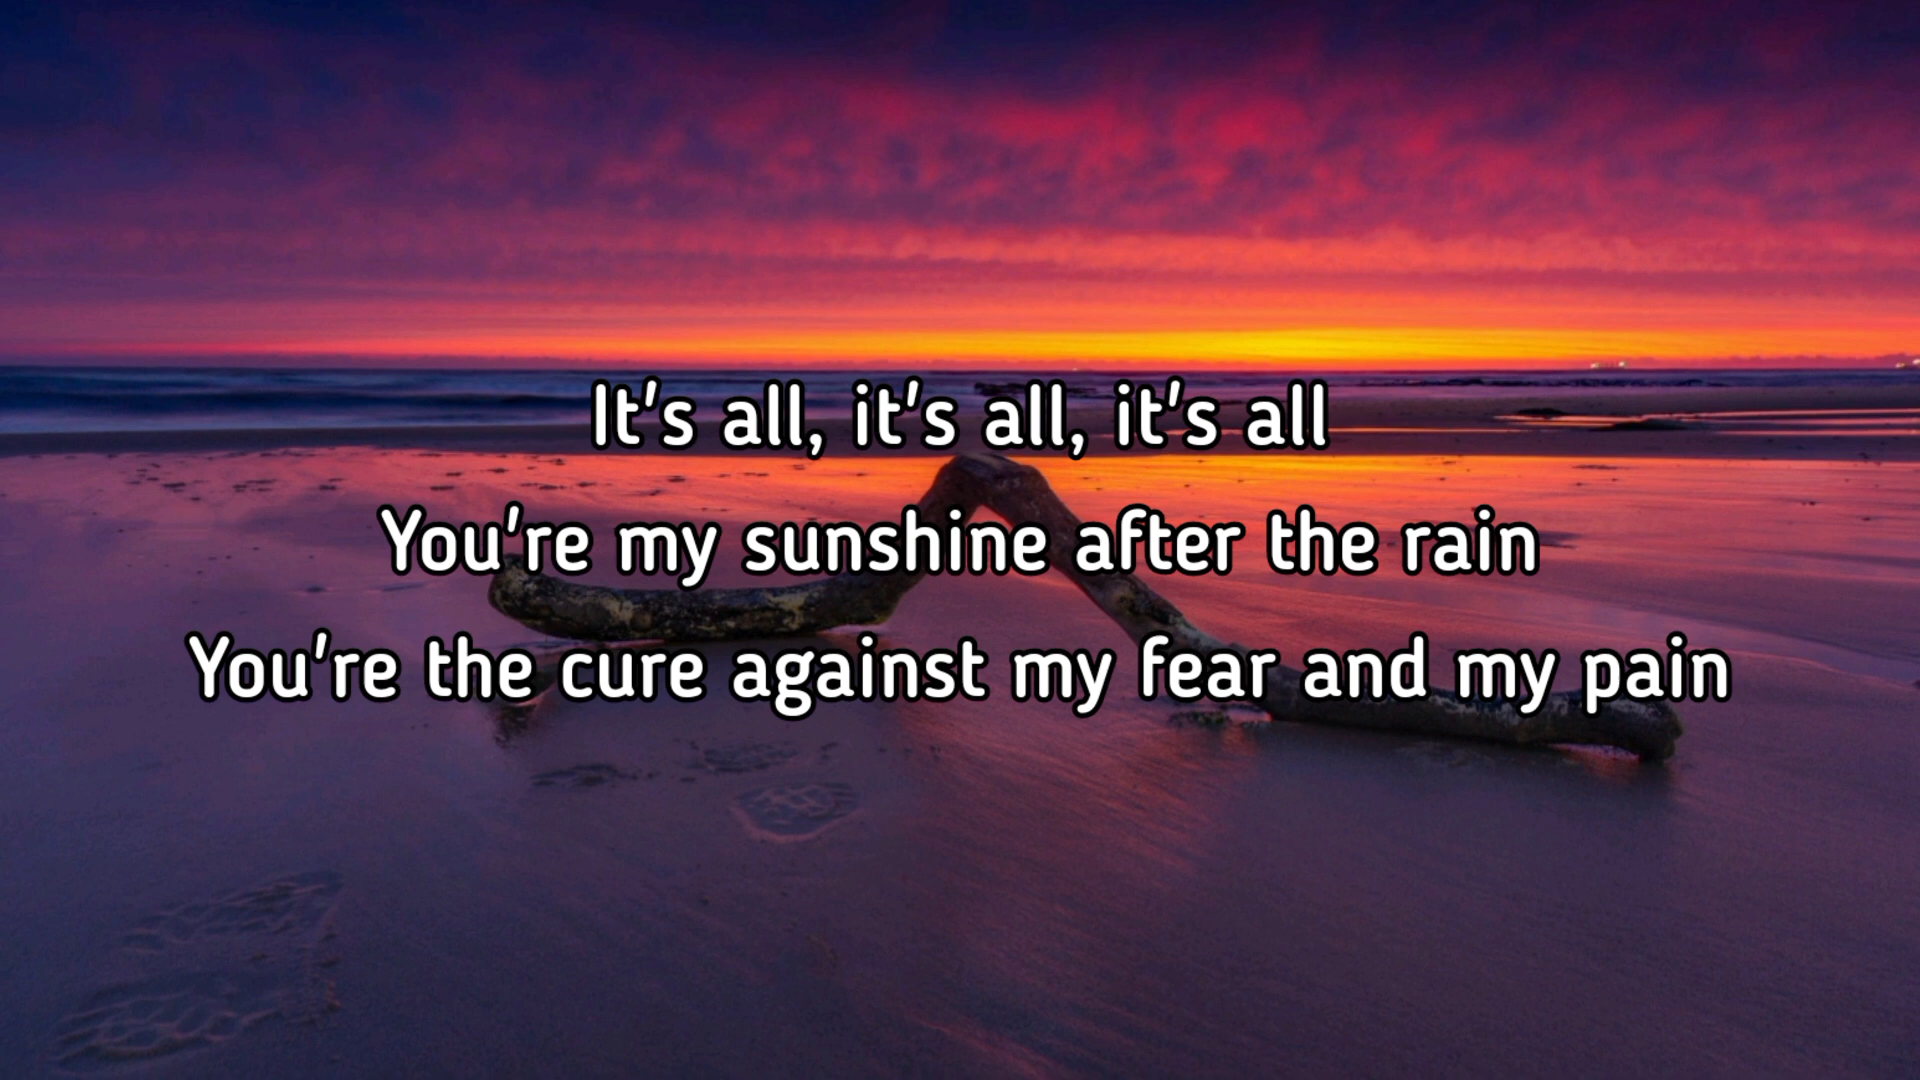 It's all, it's all, it's all
You're my sunshine after the rain
You're the cure against my fear and my pain